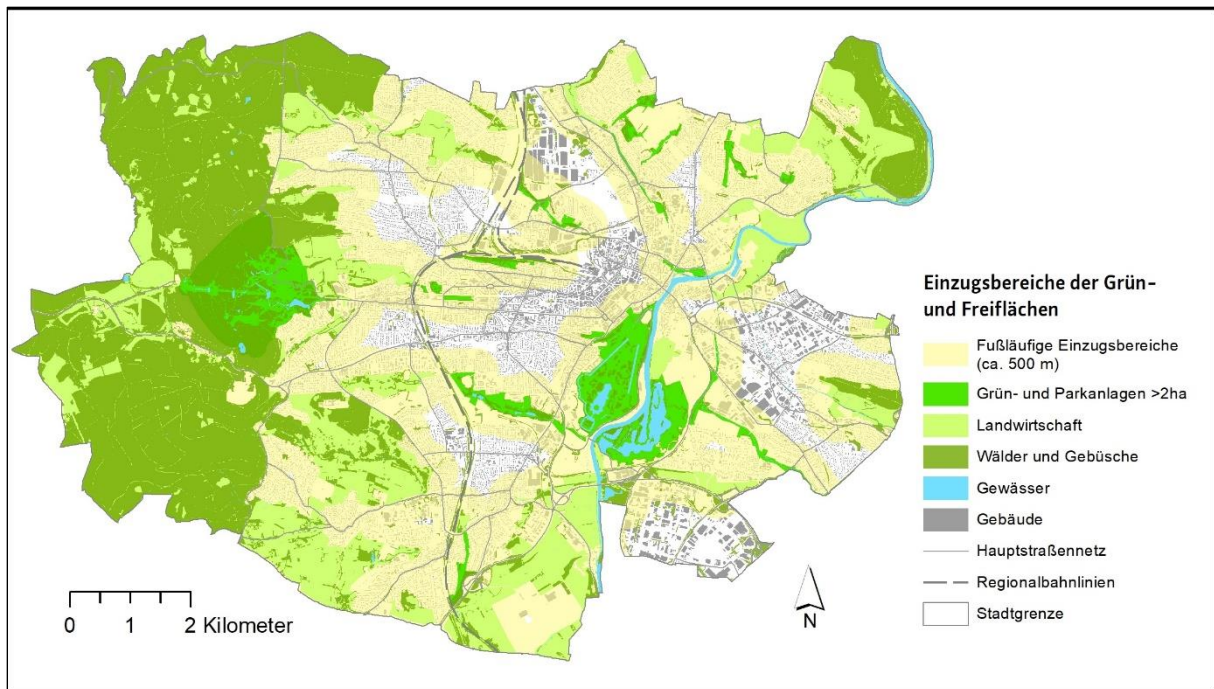 Einzugsbereiche der Grün-
und Freiflächen
Fußläufige Einzugsbereiche
(ca. 500 m)
Grün- und Parkanlagen >2ha
Landwirtschaft
Wälder und Gebüsche
Gewässer
Gebäude
Hauptstraßennetz
Regionalbahnlinien
Stadtgrenze
0 1 2 Kilometer
N